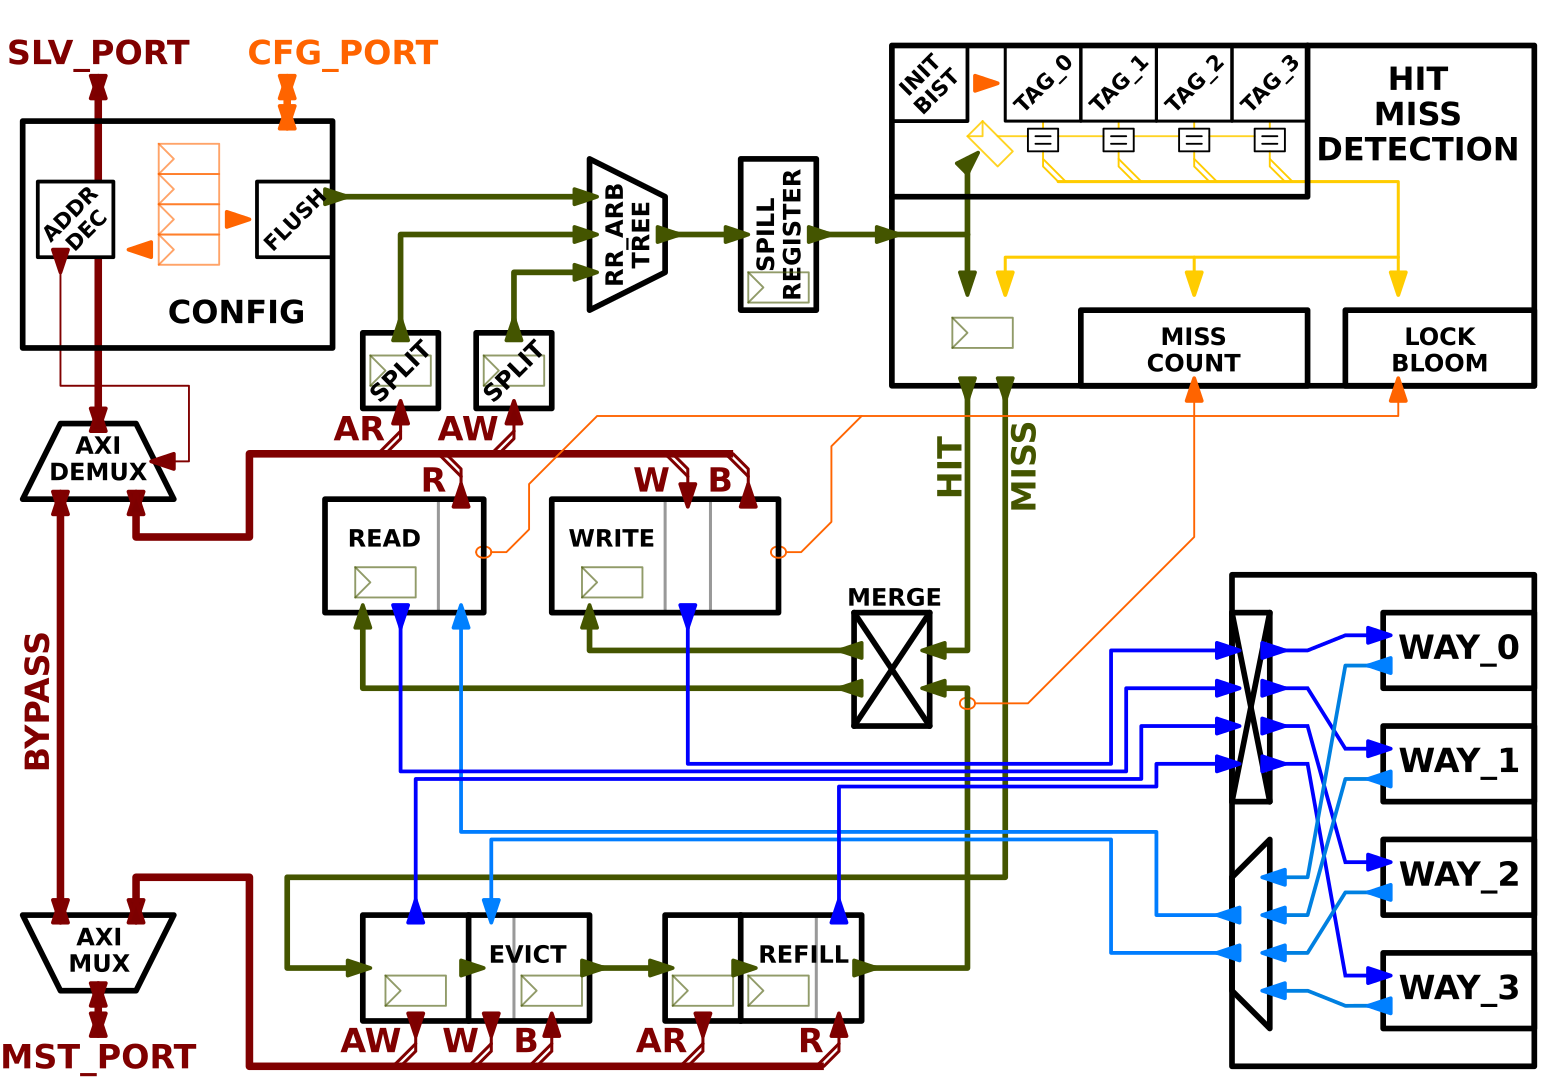 SLV_PORT
CFG_PORT
INIT
BIST
TAG_0
TAG_1
TAG_2
TAG_3
HIT
MISS
DETECTION
ADDR
DEC
FLUSH
CONFIG
RR_ARB
TREE
SPILL
REGISTER
SPLIT
SPLIT
MISS
COUNT
LOCK
BLOOM
AR
AW
AXI
DEMUX
R
W
B
HIT
MISS
READ
WRITE
MERGE
BYPASS
WAY_0
WAY_1
WAY_2
WAY_3
AXI
MUX
EVICT
REFILL
AW
W
B
AR
R
MST_PORT